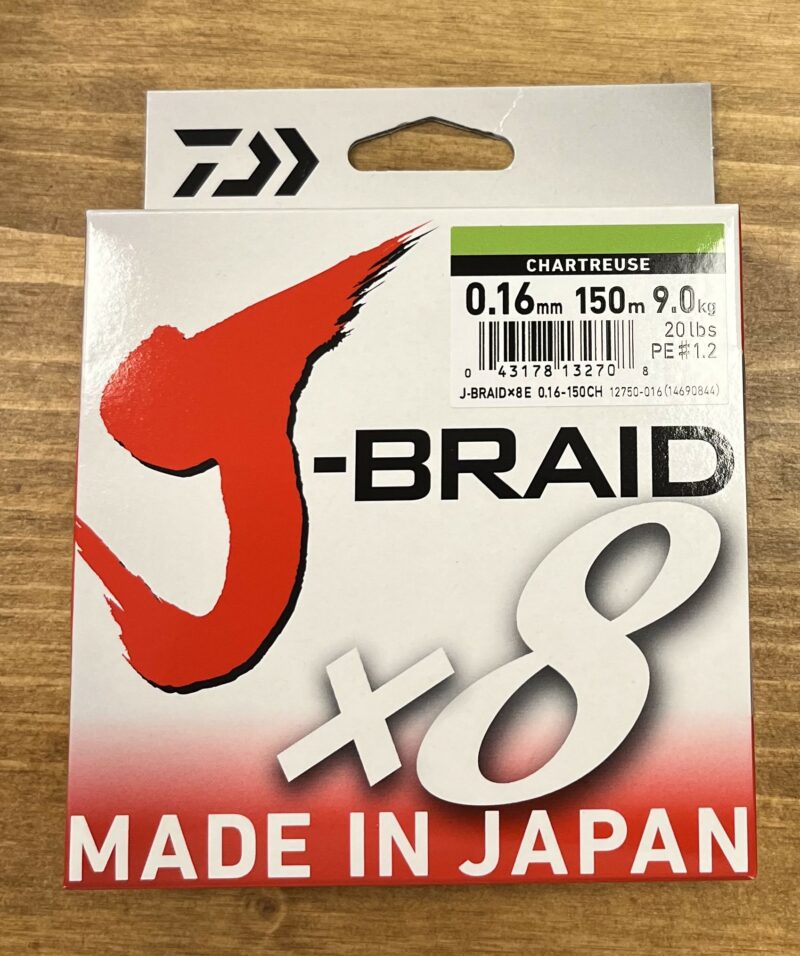 CHARTREUSE
0.16mm 150m 9.0kg
20lbs
PE#1.2
0 43178 13270 8
J-BRAID×8E 0.16-150CH 12750-016(14690844)
J-BRAID
×8
MADE IN JAPAN